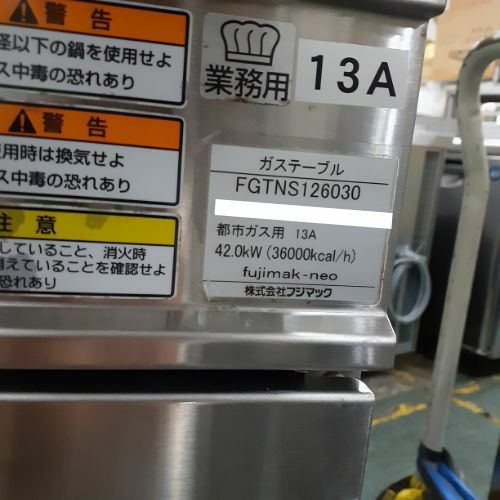 警告
径以下の鍋を使用せよ
ス中毒の恐れあり
警告
使用時は換気せよ
ス中毒の恐れあり
注意
していること、消火時
消えていることを確認せよ
恐れあり
業務用
13A
ガステーブル
FGTNS126030
都市ガス用 13A
42.0kW (36000kcal/h)
fujimak-neo
株式会社フジマック